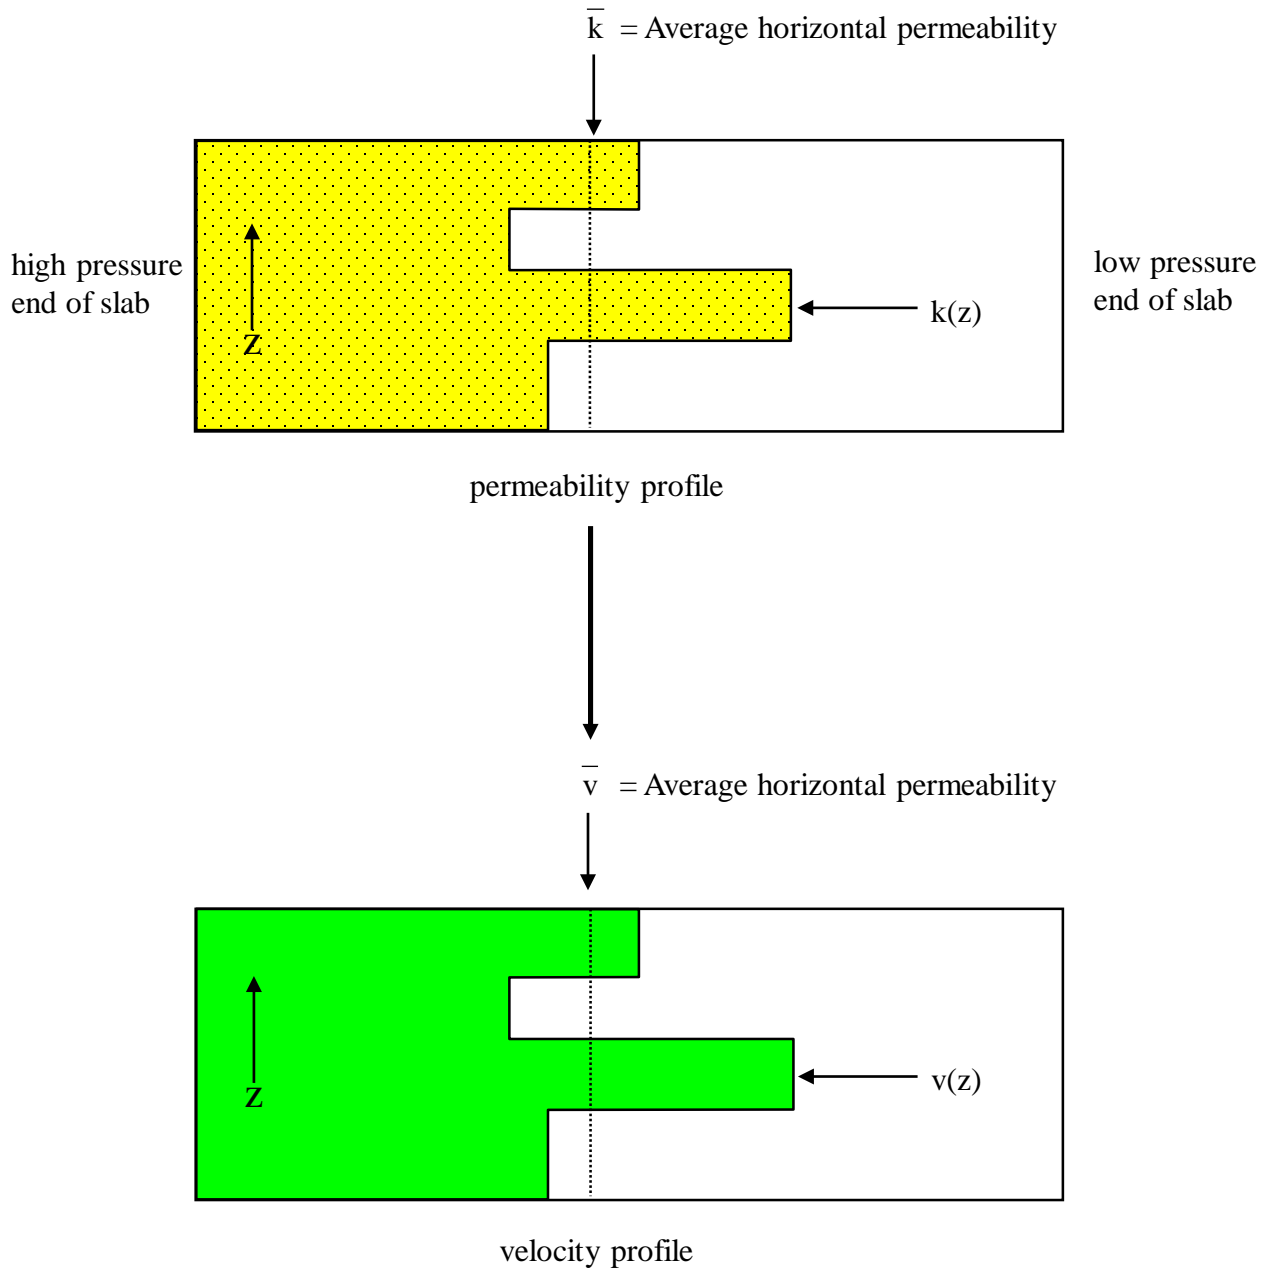 k̅ = Average horizontal permeability
high pressure
end of slab
low pressure
end of slab
k(z)
z
permeability profile
v̅ = Average horizontal permeability
z
v(z)
velocity profile